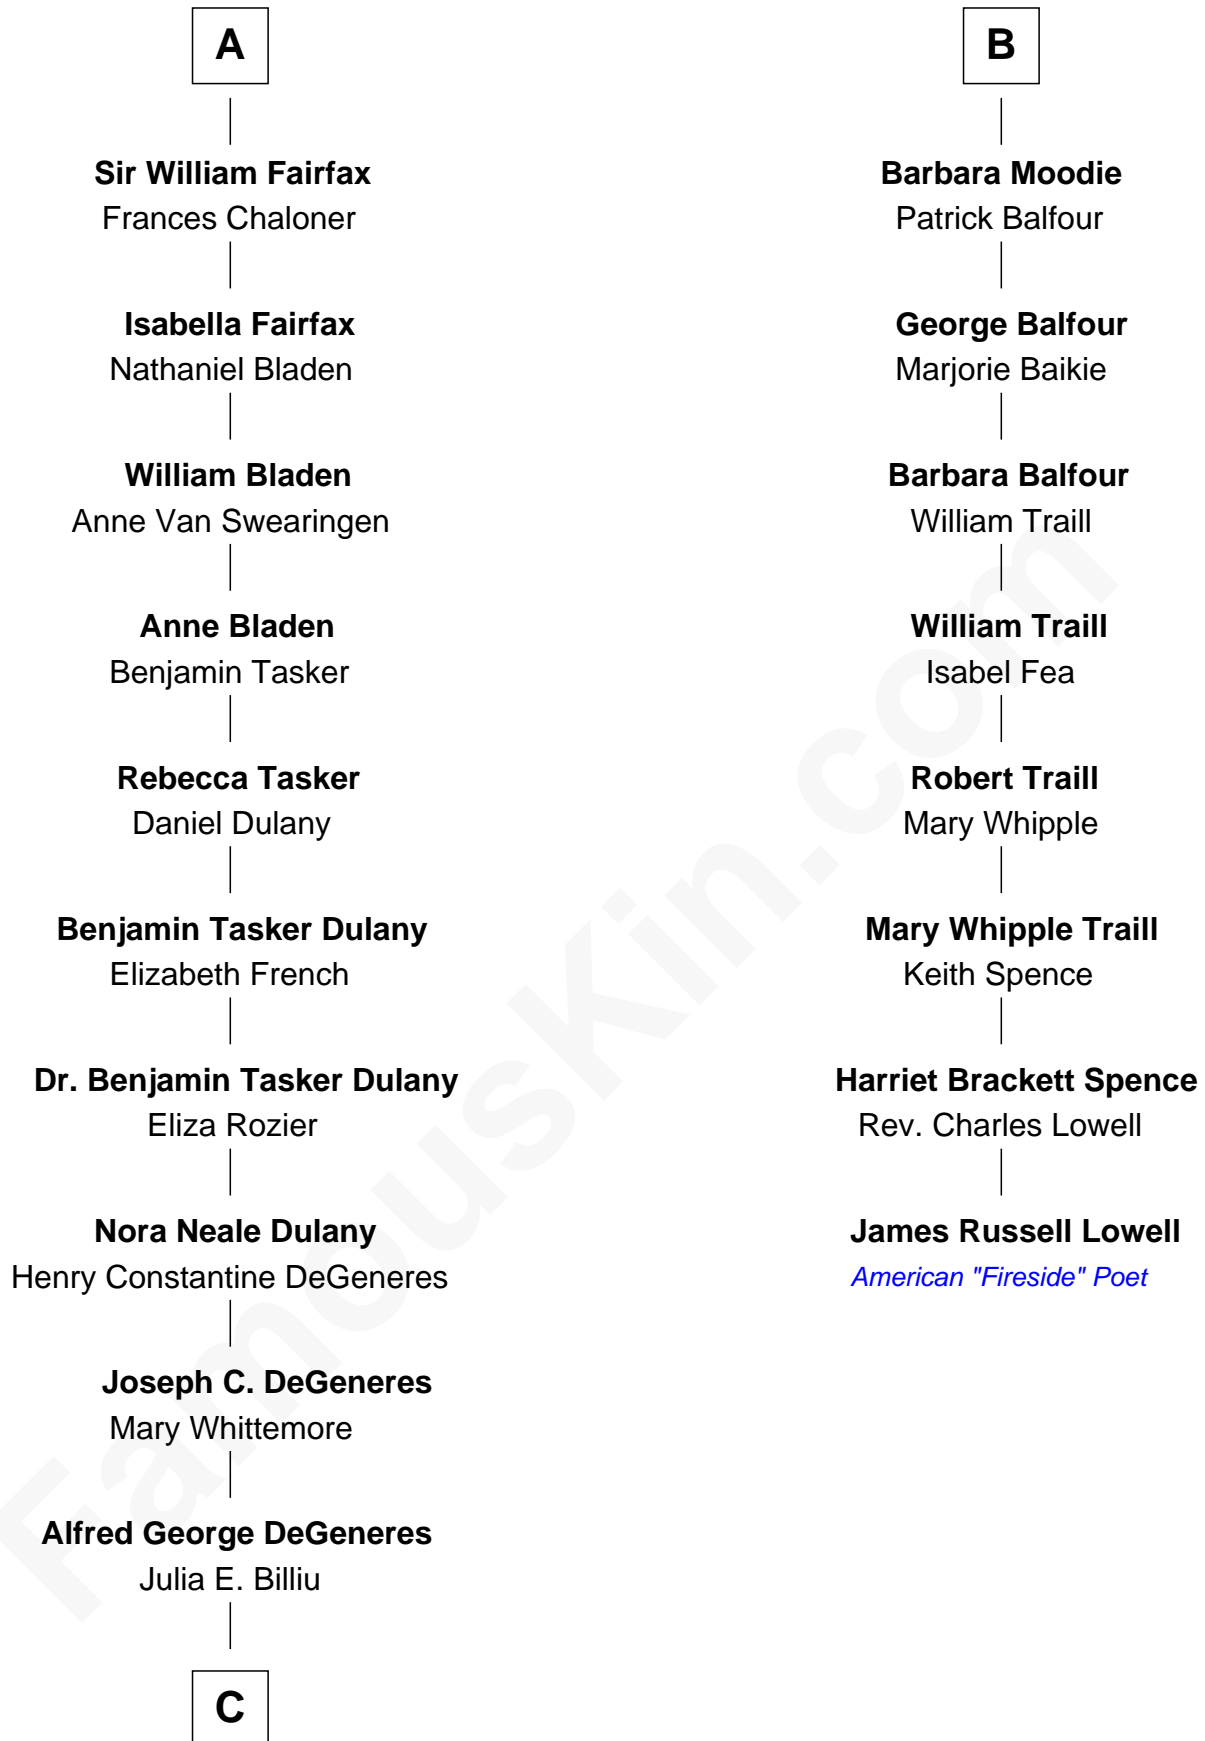 A
Sir William Fairfax
Frances Chaloner
Isabella Fairfax
Nathaniel Bladen
William Bladen
Anne Van Swearingen
Anne Bladen
Benjamin Tasker
Rebecca Tasker
Daniel Dulany
Benjamin Tasker Dulany
Elizabeth French
Dr. Benjamin Tasker Dulany
Eliza Rozier
Nora Neale Dulany
Henry Constantine DeGeneres
Joseph C. DeGeneres
Mary Whittemore
Alfred George DeGeneres
Julia E. Billiu
C
B
Barbara Moodie
Patrick Balfour
George Balfour
Marjorie Baikie
Barbara Balfour
William Traill
William Traill
Isabel Fea
Robert Traill
Mary Whipple
Mary Whipple Traill
Keith Spence
Harriet Brackett Spence
Rev. Charles Lowell
James Russell Lowell
American "Fireside" Poet
FamousKin.com